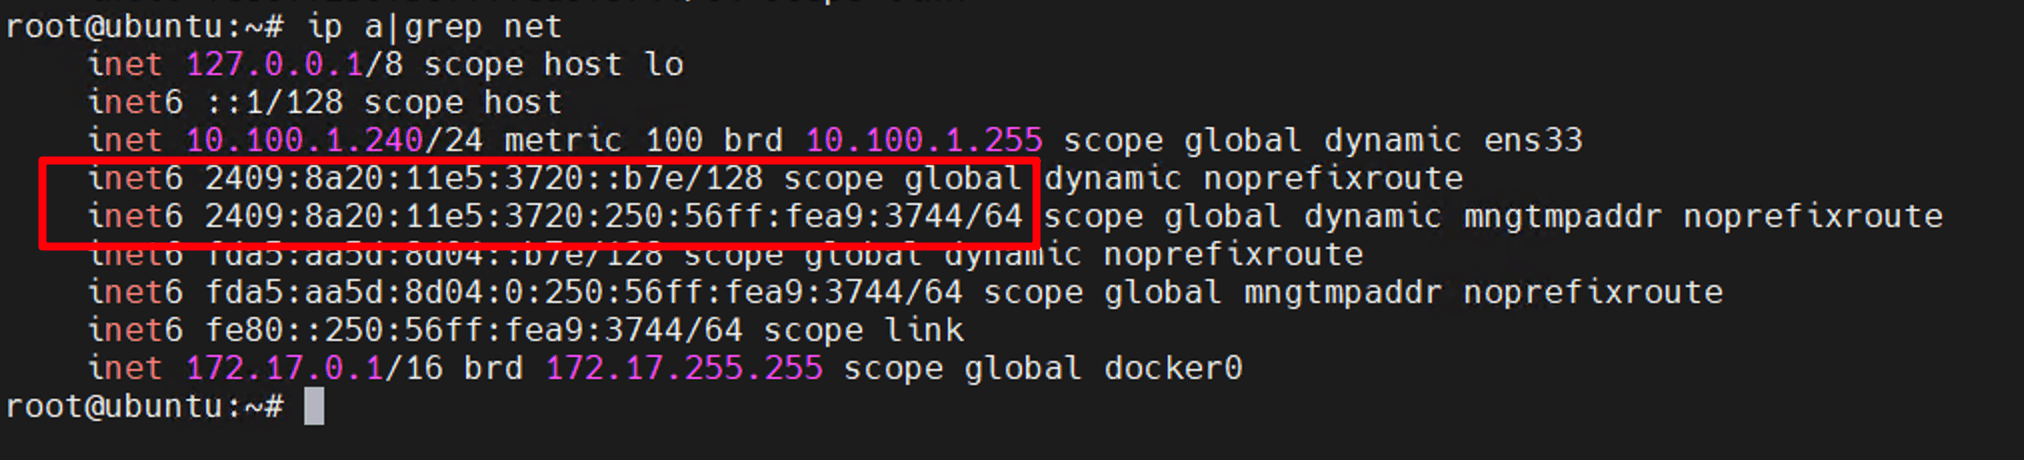 root@ubuntu:~# ip a|grep net
inet 127.0.0.1/8 scope host lo
inet6 ::1/128 scope host
inet 10.100.1.240/24 metric 100 brd 10.100.1.255 scope global dynamic ens33
inet6 2409:8a20:11e5:3720::b7e/128 scope global dynamic noprefixroute
inet6 2409:8a20:11e5:3720:250:56ff:fea9:3744/64 scope global dynamic mngtmpaddr noprefixroute
inet6 fda5:aa5d:8d04::b7e/128 scope global dynamic noprefixroute
inet6 fda5:aa5d:8d04:0:250:56ff:fea9:3744/64 scope global mngtmpaddr noprefixroute
inet6 fe80::250:56ff:fea9:3744/64 scope link
inet 172.17.0.1/16 brd 172.17.255.255 scope global docker0
root@ubuntu:~#